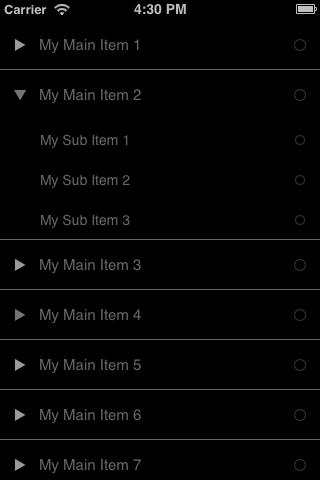 Carrier 4:30 PM
My Main Item 1
My Main Item 2
My Sub Item 1
My Sub Item 2
My Sub Item 3
My Main Item 3
My Main Item 4
My Main Item 5
My Main Item 6
My Main Item 7